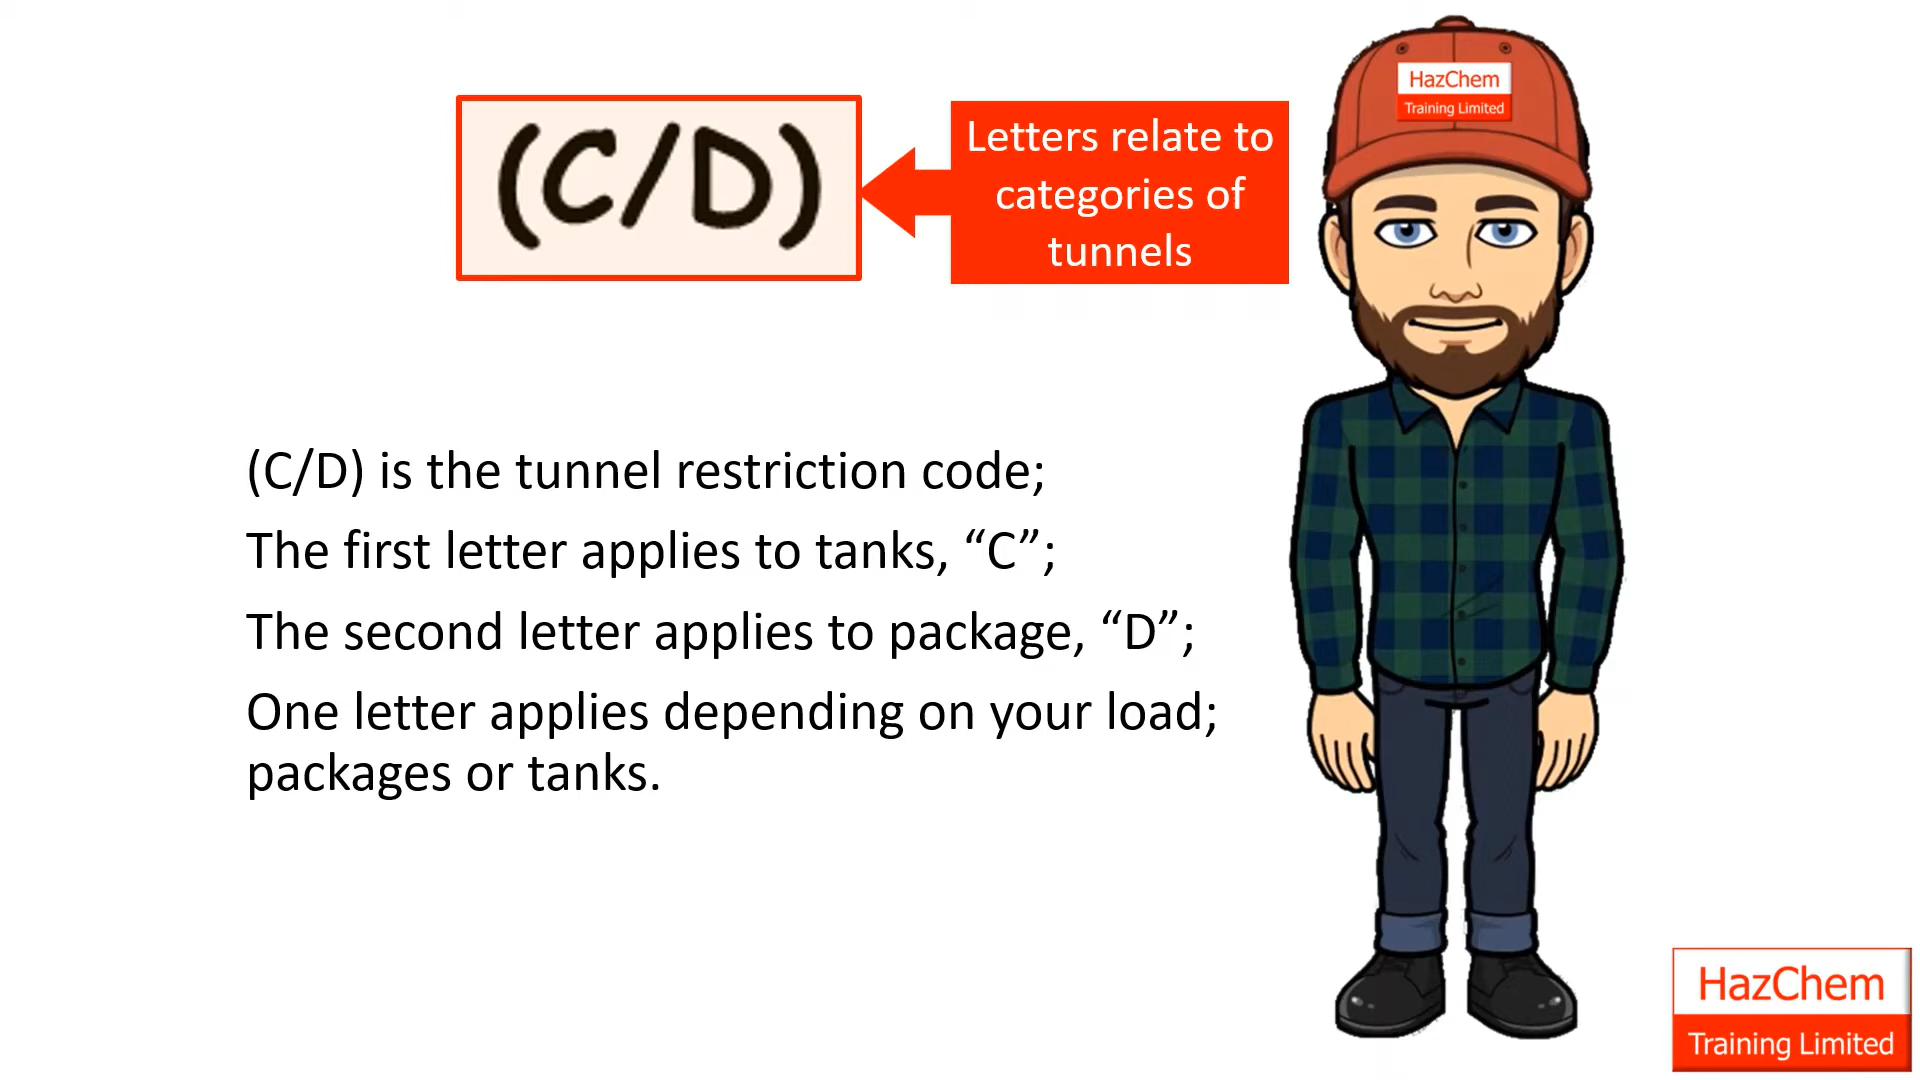 (C/D)
Letters relate to
categories of
tunnels
HazChem
Training Limited
(C/D) is the tunnel restriction code;
The first letter applies to tanks, “C”;
The second letter applies to package, “D”;
One letter applies depending on your load;
packages or tanks.
HazChem
Training Limited